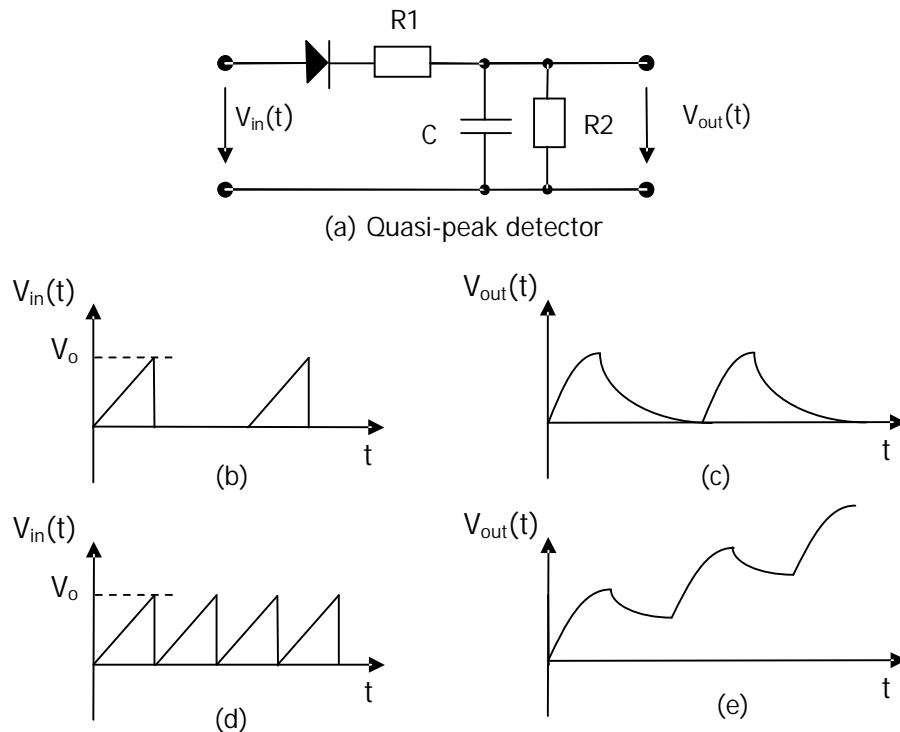 R1
V_in(t)
C
R2
V_out(t)
(a) Quasi-peak detector
V_in(t)
V_o
t
(b)
V_out(t)
t
(c)
V_in(t)
V_o
t
(d)
V_out(t)
t
(e)